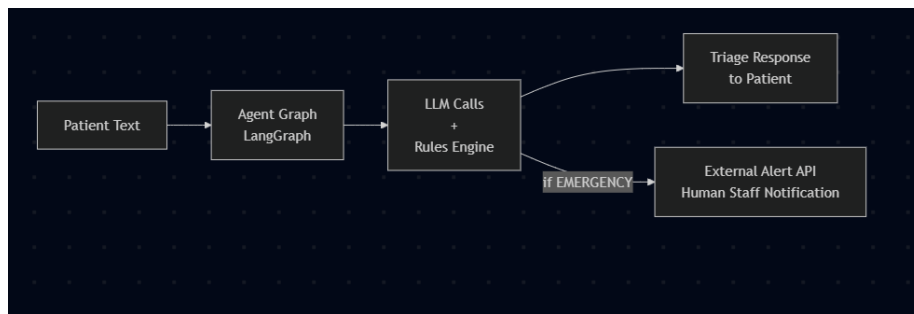 Patient Text
Agent Graph
LangGraph
LLM Calls
+
Rules Engine
Triage Response
to Patient
if EMERGENCY
External Alert API
Human Staff Notification